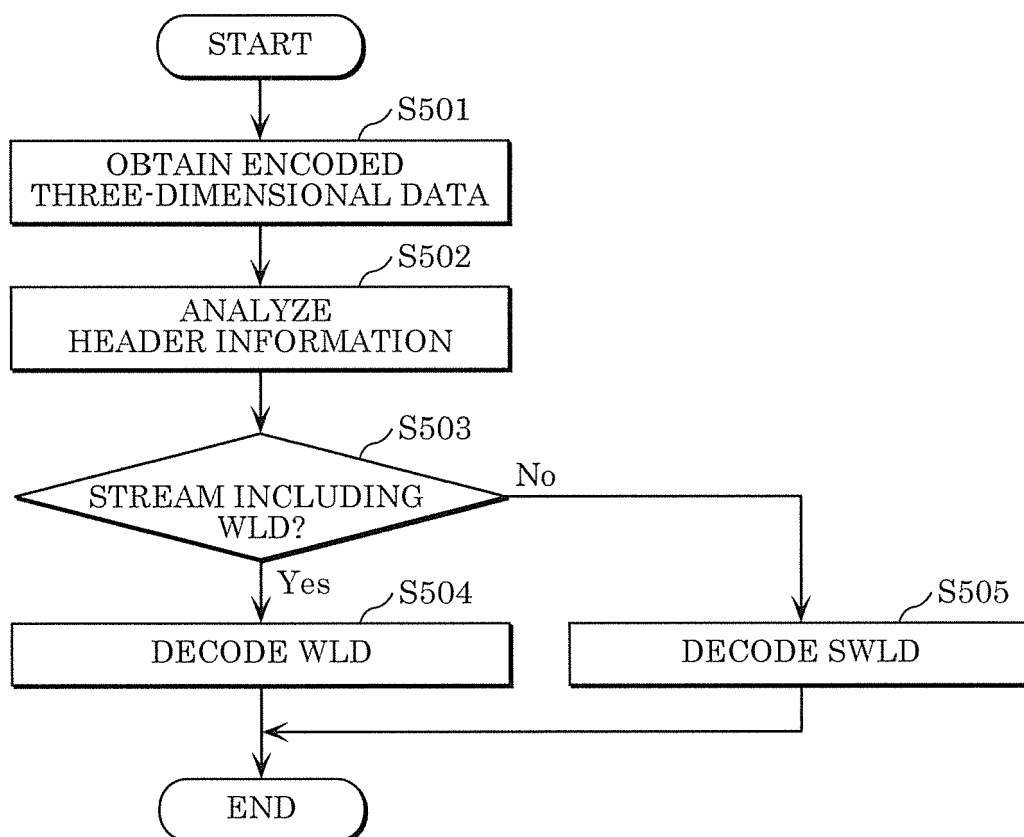 START
S501
OBTAIN ENCODED
THREE-DIMENSIONAL DATA
S502
ANALYZE
HEADER INFORMATION
S503
STREAM INCLUDING
WLD?
No
Yes
S504
DECODE WLD
S505
DECODE SWLD
END